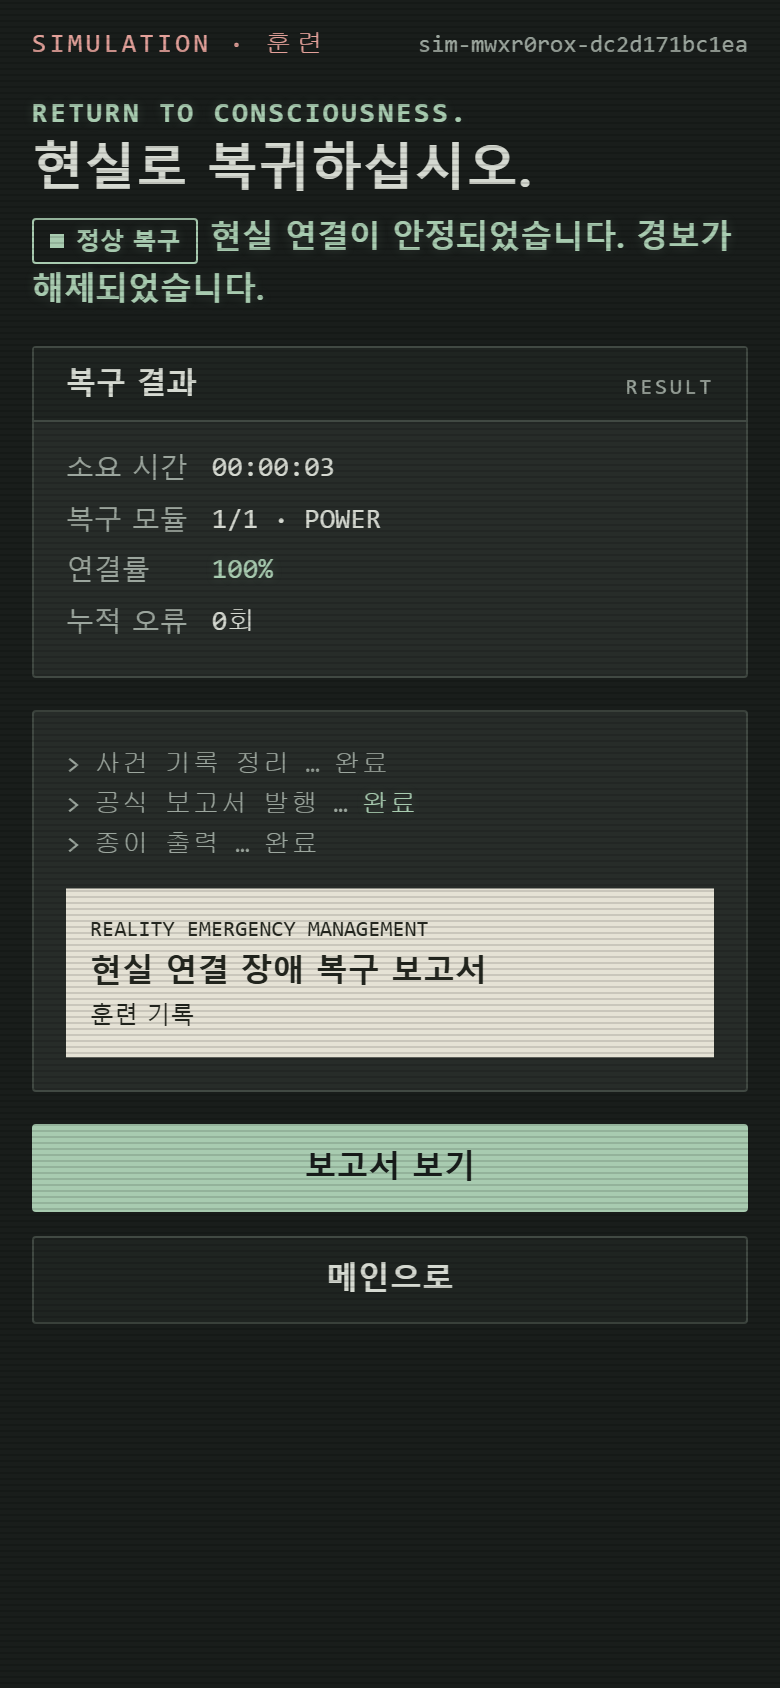 SIMULATION · 훈련
sim-mwxr0rox-dc2d171bc1ea
RETURN TO CONSCIOUSNESS.
현실로 복귀하십시오.
■ 정상 복구 현실 연결이 안정되었습니다. 경보가
해제되었습니다.
복구 결과
RESULT
소요 시간 00:00:03
복구 모듈 1/1 · POWER
연결률 100%
누적 오류 0회
> 사건 기록 정리 … 완료
> 공식 보고서 발행 … 완료
> 종이 출력 … 완료
REALITY EMERGENCY MANAGEMENT
현실 연결 장애 복구 보고서
훈련 기록
보고서 보기
메인으로